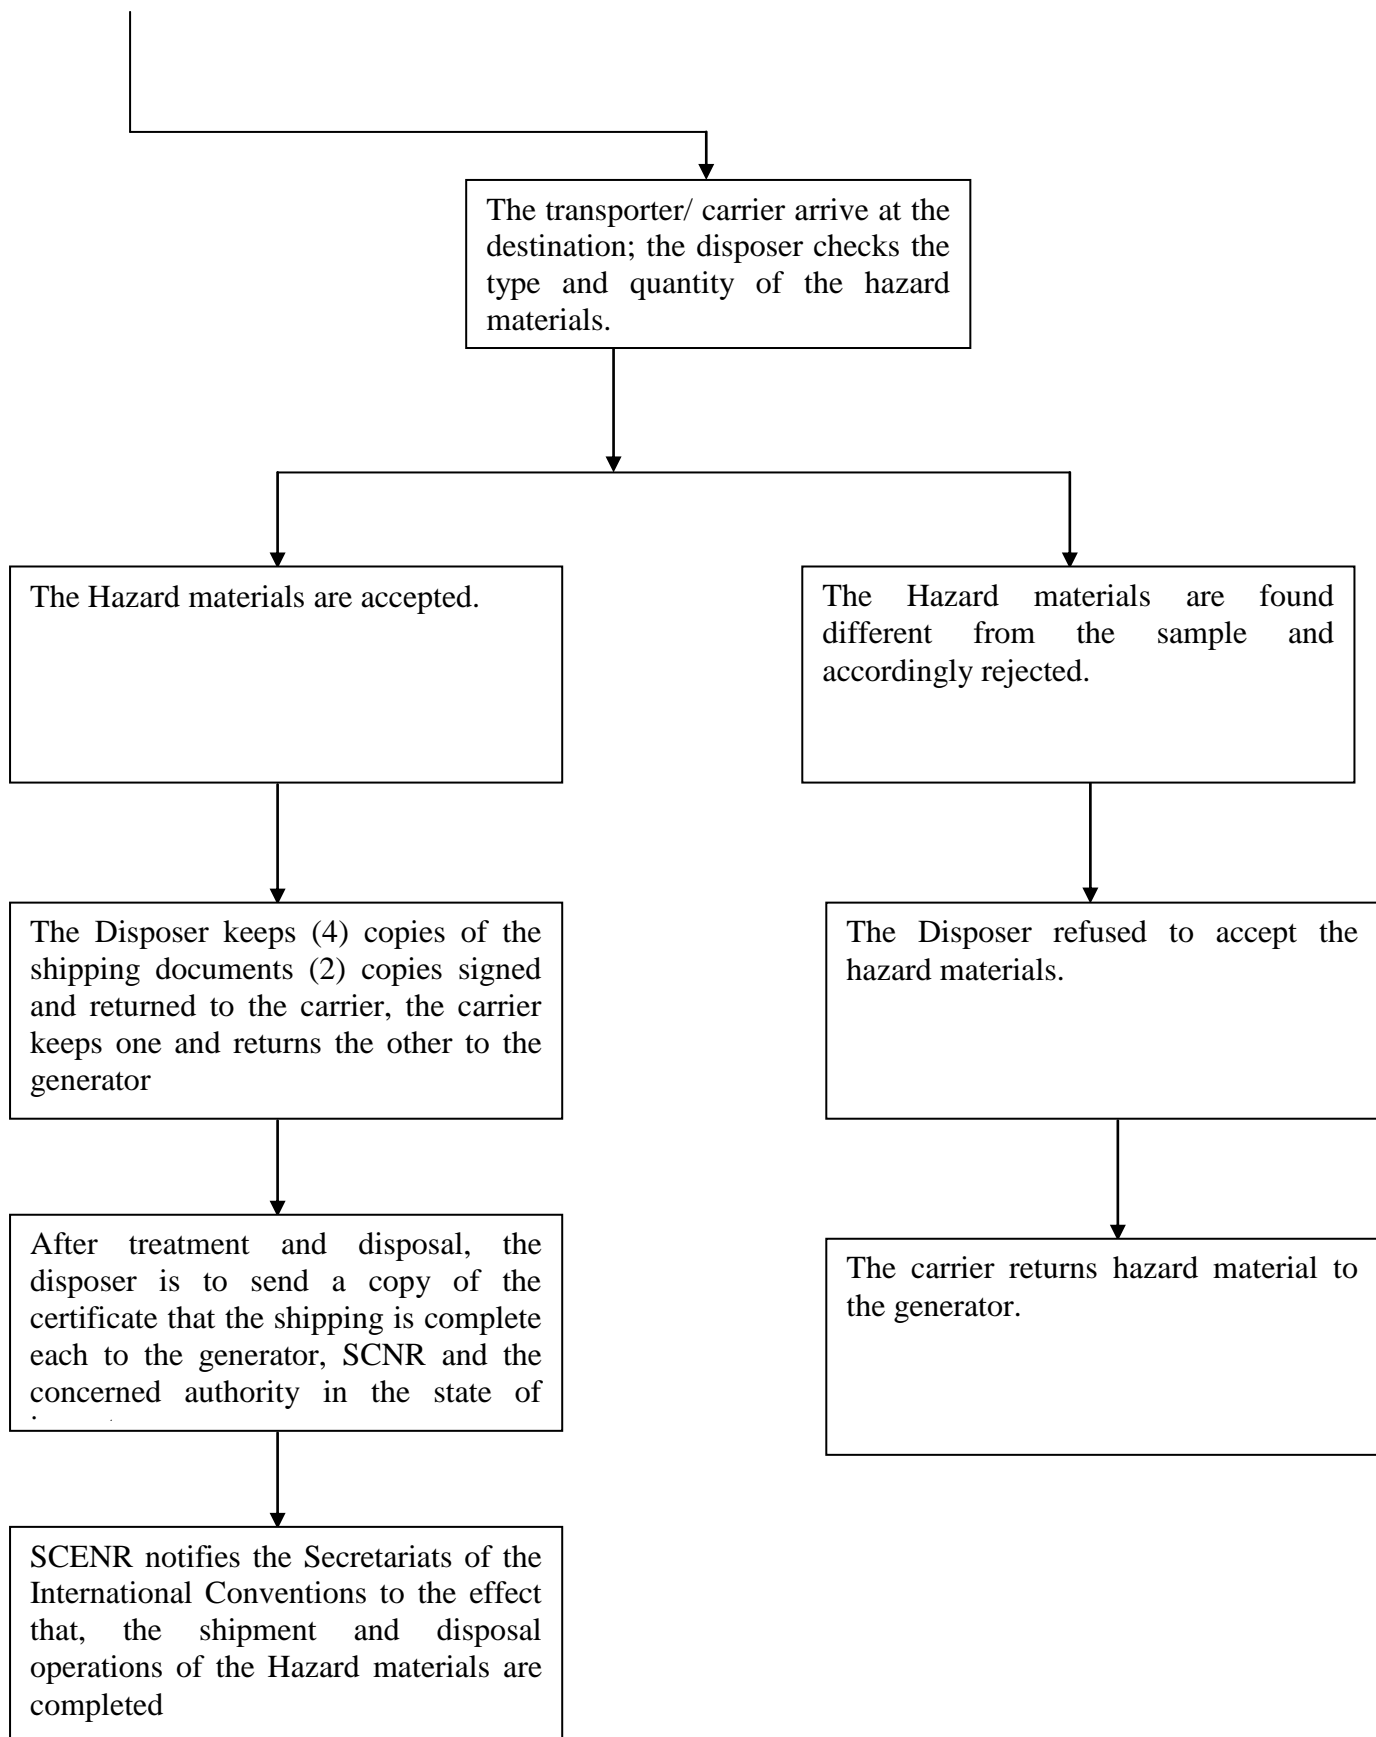 The transporter/ carrier arrive at the
destination; the disposer checks the
type and quantity of the hazard
materials.
The Hazard materials are accepted.
The Hazard materials are found
different from the sample and
accordingly rejected.
The Disposer keeps (4) copies of the
shipping documents (2) copies signed
and returned to the carrier, the carrier
keeps one and returns the other to the
generator
The Disposer refused to accept the
hazard materials.
After treatment and disposal, the
disposer is to send a copy of the
certificate that the shipping is complete
each to the generator, SCNR and the
concerned authority in the state of
The carrier returns hazard material to
the generator.
SCENR notifies the Secretariats of the
International Conventions to the effect
that, the shipment and disposal
operations of the Hazard materials are
completed